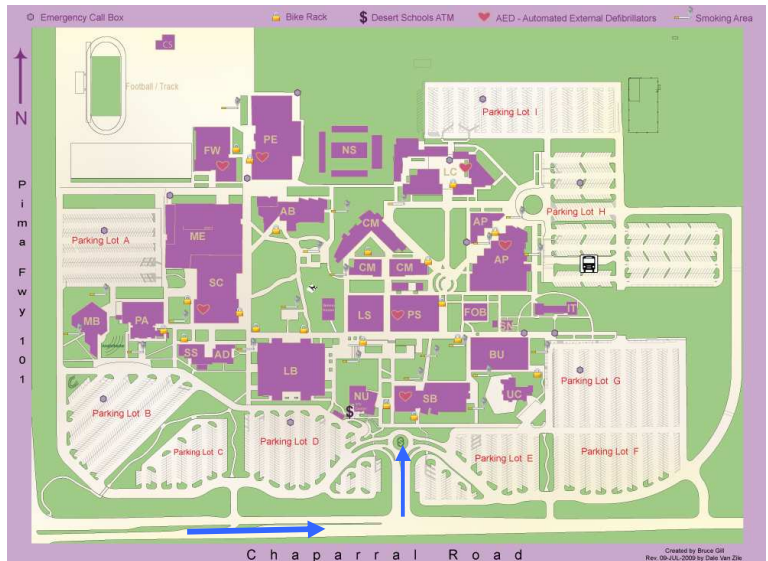 Emergency Call Box
Bike Rack
$ Desert Schools ATM
AED - Automated External Defibrillators
Smoking Area
N
Pima Fwy 101
CS
Football / Track
Parking Lot I
PE
FW
NS
LC
Parking Lot H
AB
CM
AP
ME
Parking Lot A
AP
CM
CM
SC
LS
PS
FOB
IT
SN
MB
PA
SS
AD
LB
BU
Parking Lot G
NU
SB
UC
$
Parking Lot B
Parking Lot C
Parking Lot D
Parking Lot E
Parking Lot F
Chaparral Road
Created by Bruce Gill
Rev. 09-JUL-2009 by Dale Van Zile